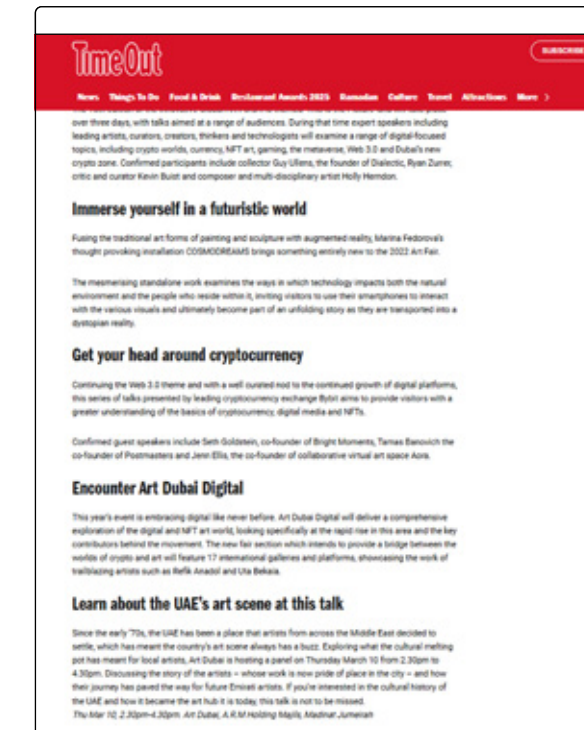 TimeOut
SUBSCRIBE
News Things To Do Food & Drink Restaurant Awards 2025 Ramadan Culture Travel Attractions More >
over three days, with talks aimed at a range of audiences. During that time expert speakers including
leading artists, curators, creators, thinkers and technologists will examine a range of digital-focused
topics, including crypto worlds, currency, NFT art, gaming, the metaverse, Web 3.0 and Dubai's new
crypto zone. Confirmed participants include collector Guy Ullens, the founder of Dialectic, Ryan Zurrer,
critic and curator Kevin Buist and composer and multi-disciplinary artist Holly Herndon.
Immerse yourself in a futuristic world
Fusing the traditional art forms of painting and sculpture with augmented reality, Marina Fedorova's
thought provoking installation COSMODREAMS brings something entirely new to the 2022 Art Fair.
The mesmerising standalone work examines the ways in which technology impacts both the natural
environment and the people who reside within it, inviting visitors to use their smartphones to interact
with the various visuals and ultimately become part of an unfolding story as they are transported into a
dystopian reality.
Get your head around cryptocurrency
Continuing the Web 3.0 theme and with a well curated nod to the continued growth of digital platforms,
this series of talks presented by leading cryptocurrency exchange Bybit aims to provide visitors with a
greater understanding of the basics of cryptocurrency, digital media and NFTs.
Confirmed guest speakers include Seth Goldstein, co-founder of Bright Moments, Tamas Banovich the
co-founder of Postmasters and Jenn Ellis, the co-founder of collaborative virtual art space Aora.
Encounter Art Dubai Digital
This year's event is embracing digital like never before. Art Dubai Digital will deliver a comprehensive
exploration of the digital and NFT art world, looking specifically at the rapid rise in this area and the key
contributors behind the movement. The new fair section which intends to provide a bridge between the
worlds of crypto and art will feature 17 international galleries and platforms, showcasing the work of
trailblazing artists such as Refik Anadol and Uta Bekaia.
Learn about the UAE's art scene at this talk
Since the early '70s, the UAE has been a place that artists from across the Middle East decided to
settle, which has meant the country's art scene always has a buzz. Exploring what the cultural melting
pot has meant for local artists, Art Dubai is hosting a panel on Thursday March 10 from 2.30pm to
4.30pm. Discussing the story of the artists – whose work is now pride of place in the city – and how
their journey has paved the way for future Emirati artists. If you're interested in the cultural history of
the UAE and how it became the art hub it is today, this talk is not to be missed.
Thu Mar 10, 2.30pm-4.30pm. Art Dubai, A.R.M Holding Majlis, Madinat Jumeirah